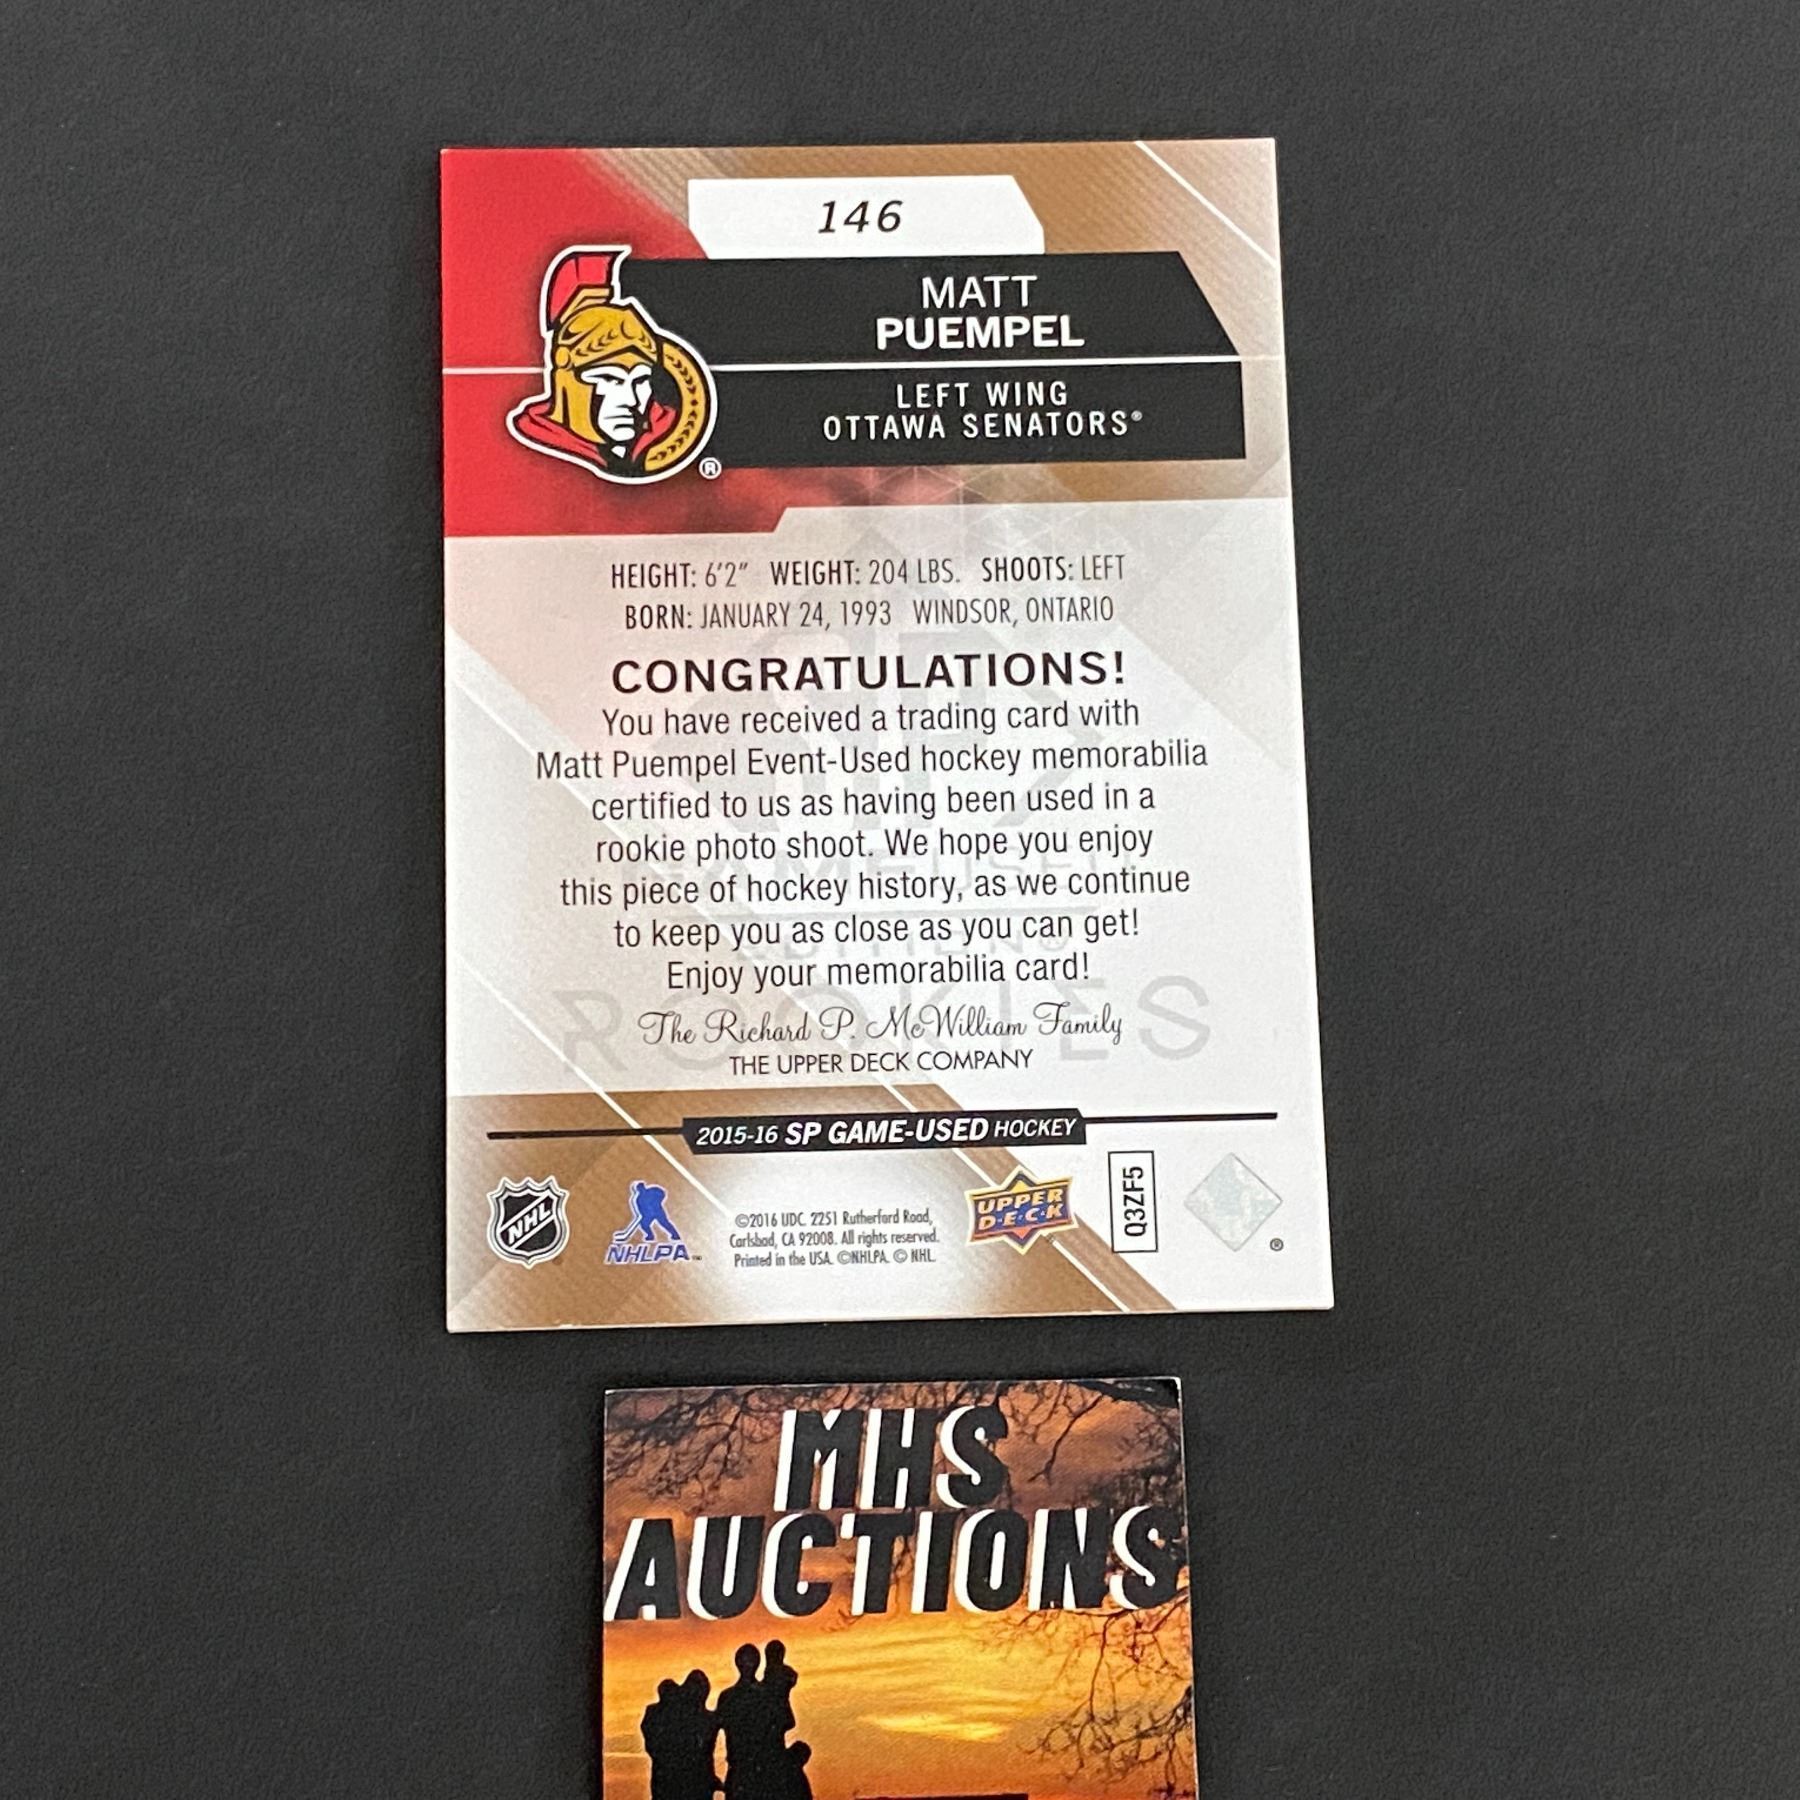 146
MATT
PUEMPEL
LEFT WING
OTTAWA SENATORS®
®
HEIGHT: 6'2" WEIGHT: 204 LBS. SHOOTS: LEFT
BORN: JANUARY 24, 1993 WINDSOR, ONTARIO
CONGRATULATIONS!
You have received a trading card with
Matt Puempel Event-Used hockey memorabilia
certified to us as having been used in a
rookie photo shoot. We hope you enjoy
this piece of hockey history, as we continue
to keep you as close as you can get!
Enjoy your memorabilia card!
ROOKIES
The Richard P. McWilliam Family
THE UPPER DECK COMPANY
2015-16 SP GAME-USED HOCKEY
NHL
NHLPA™
©2016 UDC. 2251 Rutherford Road,
Carlsbad, CA 92008. All rights reserved.
Printed in the USA. ©NHLPA. © NHL.
UPPER
DECK
Q3ZF5
®
MHS
AUCTIONS